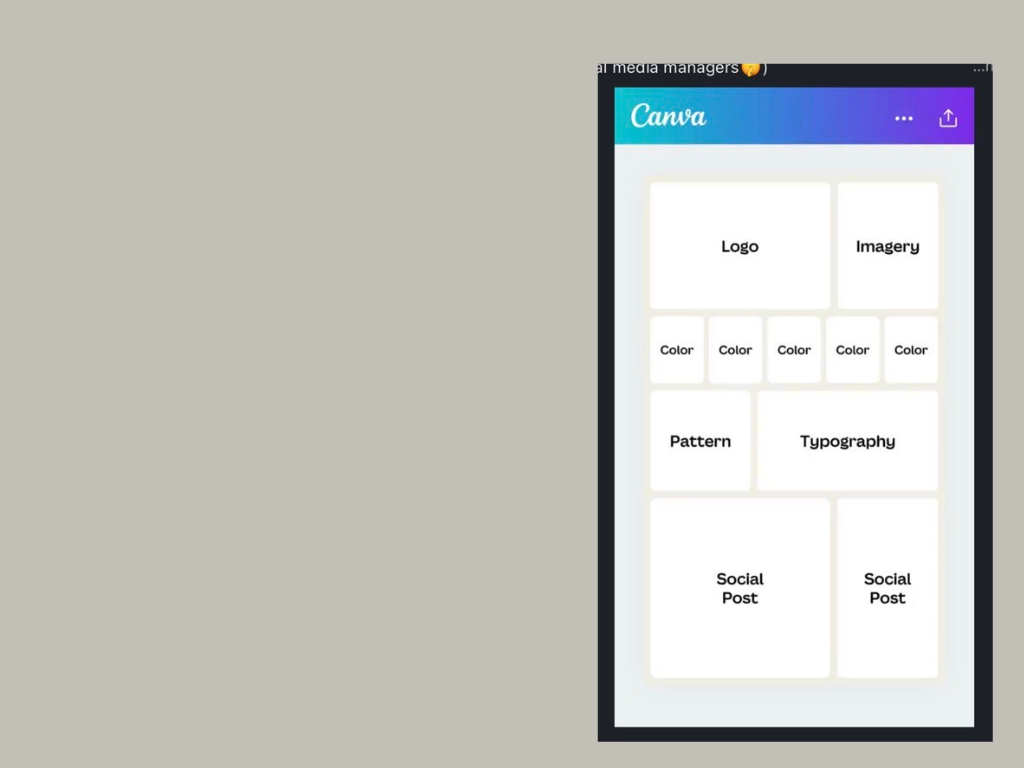 al media managers🤫)
Canva
Logo
Imagery
Color Color Color Color Color
Pattern
Typography
Social
Post
Social
Post